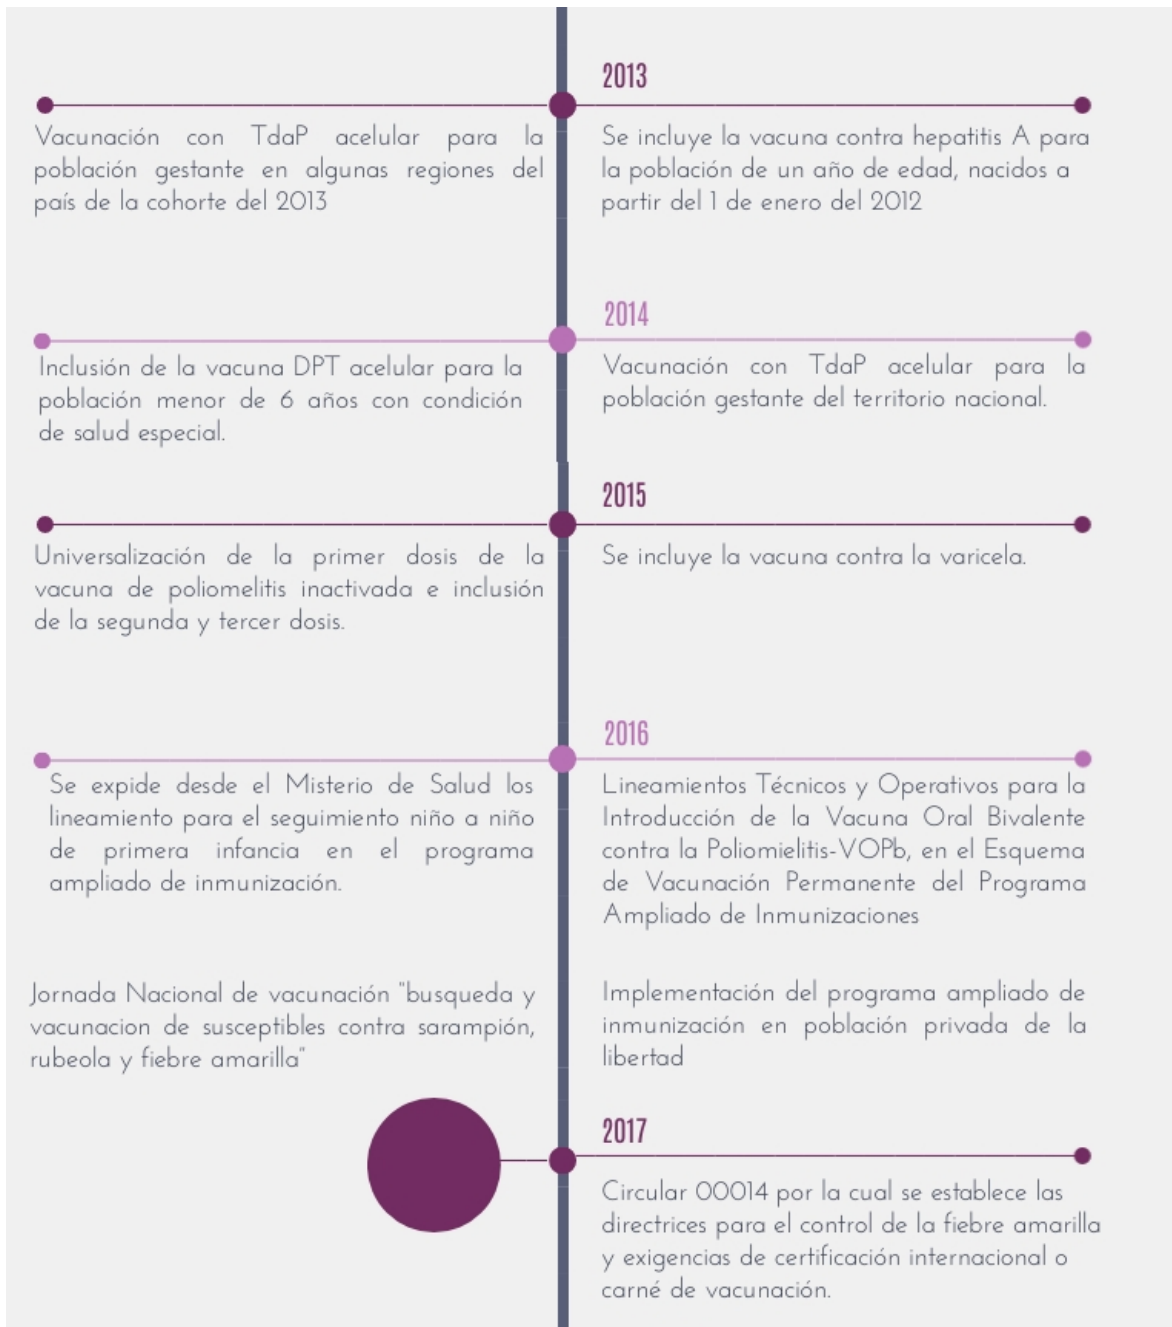 2013
Vacunación con TdaP acelular para la
población gestante en algunas regiones del
país de la cohorte del 2013
Se incluye la vacuna contra hepatitis A para
la población de un año de edad, nacidos a
partir del 1 de enero del 2012
2014
Inclusión de la vacuna DPT acelular para la
población menor de 6 años con condición
de salud especial.
Vacunación con TdaP acelular para la
población gestante del territorio nacional.
2015
Universalización de la primer dosis de la
vacuna de poliomelitis inactivada e inclusión
de la segunda y tercer dosis.
Se incluye la vacuna contra la varicela.
2016
Se expide desde el Misterio de Salud los
lineamiento para el seguimiento niño a niño
de primera infancia en el programa
ampliado de inmunización.
Lineamientos Técnicos y Operativos para la
Introducción de la Vacuna Oral Bivalente
contra la Poliomielitis-VOPb, en el Esquema
de Vacunación Permanente del Programa
Ampliado de Inmunizaciones
Jornada Nacional de vacunación "busqueda y
vacunacion de susceptibles contra sarampión,
rubeola y fiebre amarilla"
Implementación del programa ampliado de
inmunización en población privada de la
libertad
2017
Circular 00014 por la cual se establece las
directrices para el control de la fiebre amarilla
y exigencias de certificación internacional o
carné de vacunación.